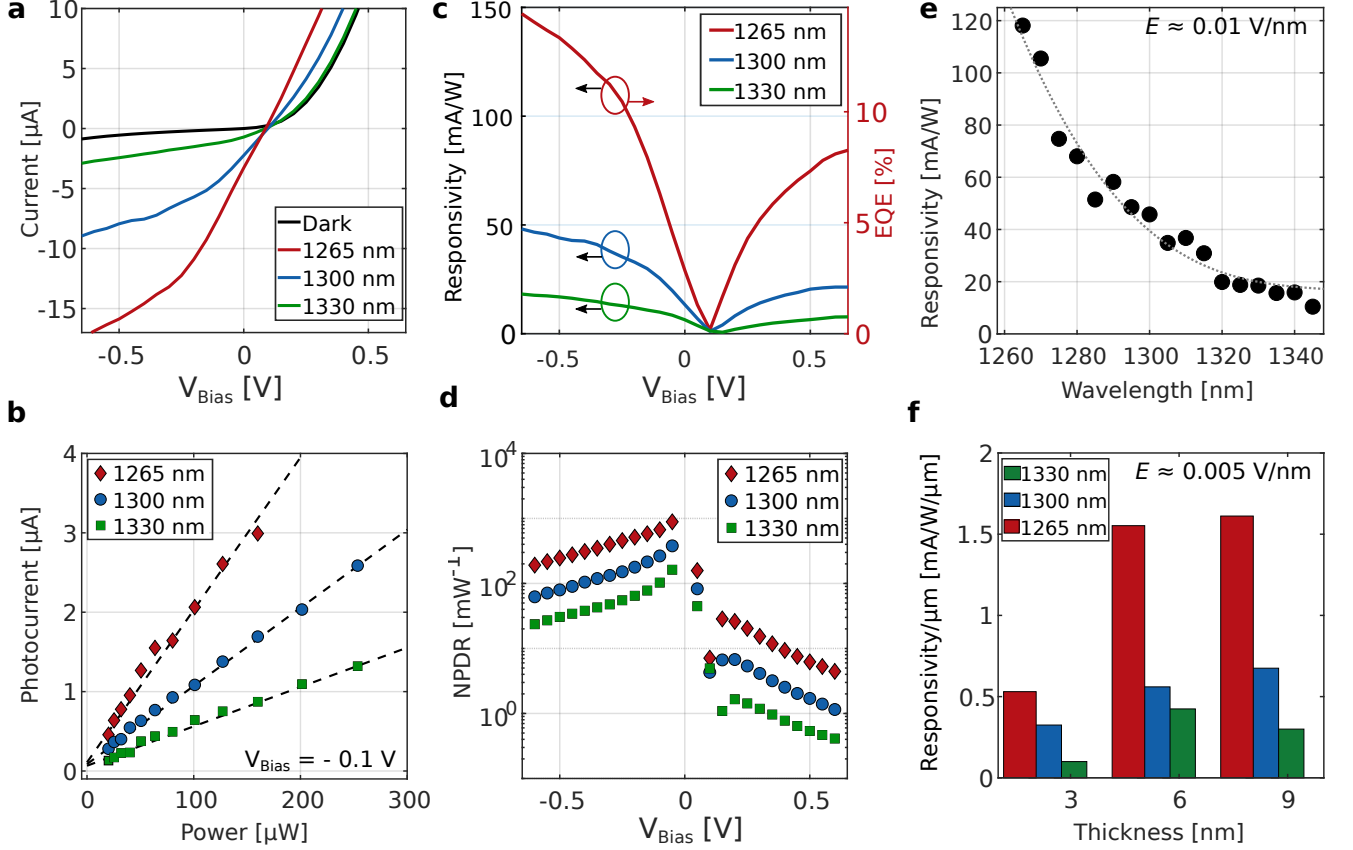 a
10
5
0
-5
-10
-15
Current [µA]
Dark
1265 nm
1300 nm
1330 nm
-0.5
0
0.5
V_Bias [V]
c
150
100
50
0
Responsivity [mA/W]
1265 nm
1300 nm
1330 nm
10
5
0
EQE [%]
-0.5
0
0.5
V_Bias [V]
e
E ≈ 0.01 V/nm
120
100
80
60
40
20
0
Responsivity [mA/W]
1260
1280
1300
1320
1340
Wavelength [nm]
b
4
3
2
1
0
Photocurrent [µA]
1265 nm
1300 nm
1330 nm
V_Bias = - 0.1 V
0
100
200
300
Power [µW]
d
10^4
10^2
10^0
NPDR [mW^-1]
1265 nm
1300 nm
1330 nm
-0.5
0
0.5
V_Bias [V]
f
2
1.5
1
0.5
0
Responsivity/µm [mA/W/µm]
1330 nm
1300 nm
1265 nm
E ≈ 0.005 V/nm
3
6
9
Thickness [nm]